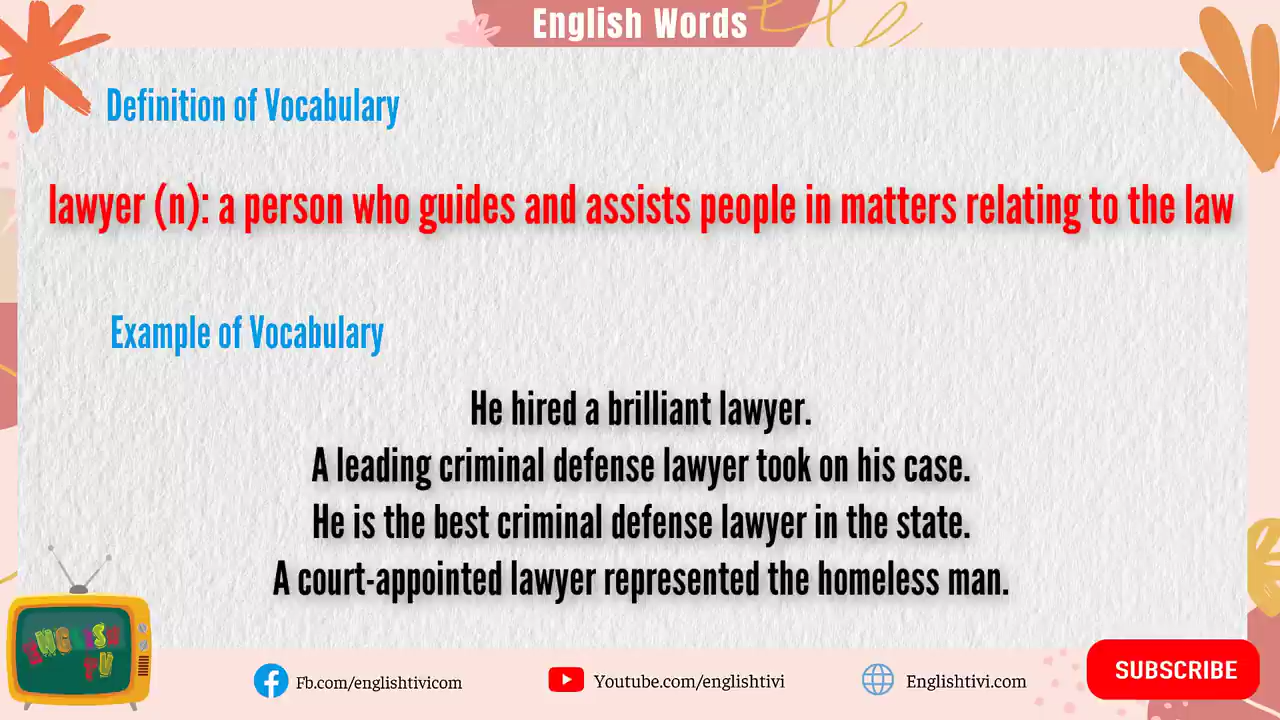 English Words
Definition of Vocabulary
lawyer (n): a person who guides and assists people in matters relating to the law
Example of Vocabulary
He hired a brilliant lawyer.
A leading criminal defense lawyer took on his case.
He is the best criminal defense lawyer in the state.
A court-appointed lawyer represented the homeless man.
ENGLISH
TV
Fb.com/englishtivicom
Youtube.com/englishtivi
Englishtivi.com
SUBSCRIBE